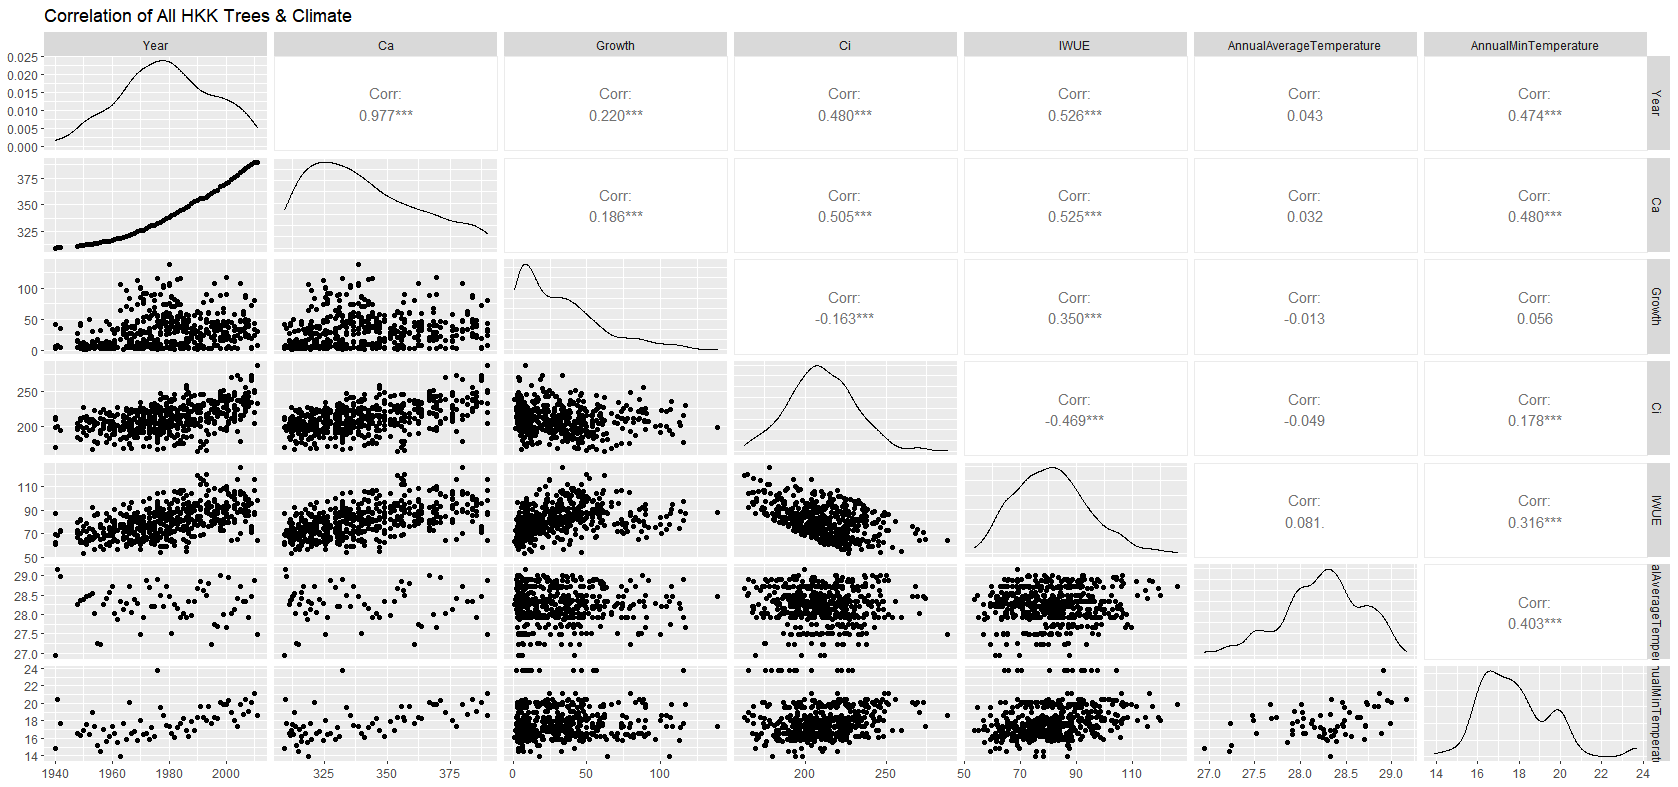 Correlation of All HKK Trees & Climate
Year Ca Growth Ci IWUE AnnualAverageTemperature AnnualMinTemperature
0.025
0.020
0.015
0.010
0.005
0.000
Corr: Corr: Corr: Corr: Corr: Corr:
0.977*** 0.220*** 0.480*** 0.526*** 0.043 0.474***
Year
375
350
325
Corr: Corr: Corr: Corr: Corr:
0.186*** 0.505*** 0.525*** 0.032 0.480***
Ca
100
50
0
Corr: Corr: Corr: Corr:
-0.163*** 0.350*** -0.013 0.056
Growth
250
200
Corr: Corr: Corr:
-0.469*** -0.049 0.178***
Ci
110
90
70
50
Corr: Corr:
0.081. 0.316***
IWUE
29.0
28.5
28.0
27.5
27.0
Corr:
0.403***
alAverageTemper
24
22
20
18
16
14
nualMinTemperat
1940 1960 1980 2000 325 350 375 0 50 100 200 250 50 70 90 110 27.0 27.5 28.0 28.5 29.0 14 16 18 20 22 24